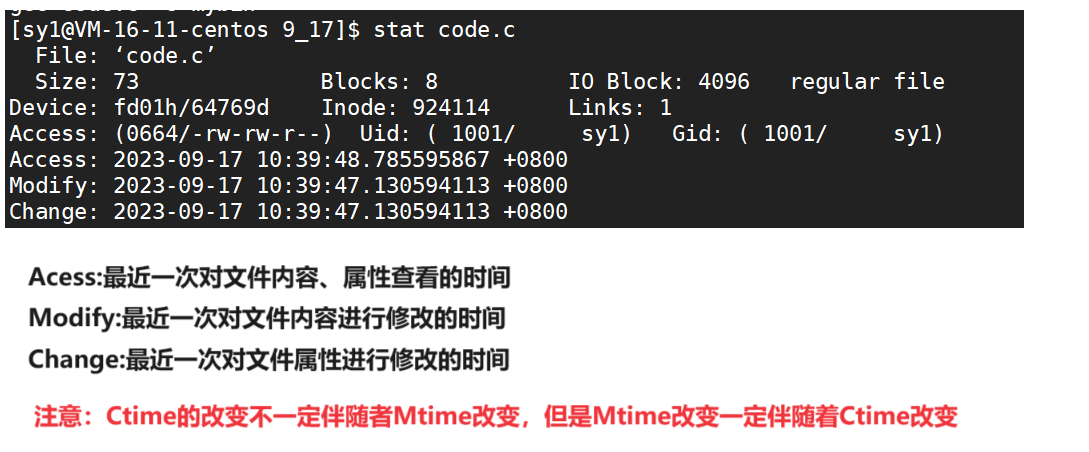 [sy1@VM-16-11-centos 9_17]$ stat code.c
File: ‘code.c’
Size: 73 Blocks: 8 IO Block: 4096 regular file
Device: fd01h/64769d Inode: 924114 Links: 1
Access: (0664/-rw-rw-r--) Uid: ( 1001/ sy1) Gid: ( 1001/ sy1)
Access: 2023-09-17 10:39:48.785595867 +0800
Modify: 2023-09-17 10:39:47.130594113 +0800
Change: 2023-09-17 10:39:47.130594113 +0800
Acess:最近一次对文件内容、属性查看的时间
Modify:最近一次对文件内容进行修改的时间
Change:最近一次对文件属性进行修改的时间
注意：Ctime的改变不一定伴随者Mtime改变，但是Mtime改变一定伴随着Ctime改变